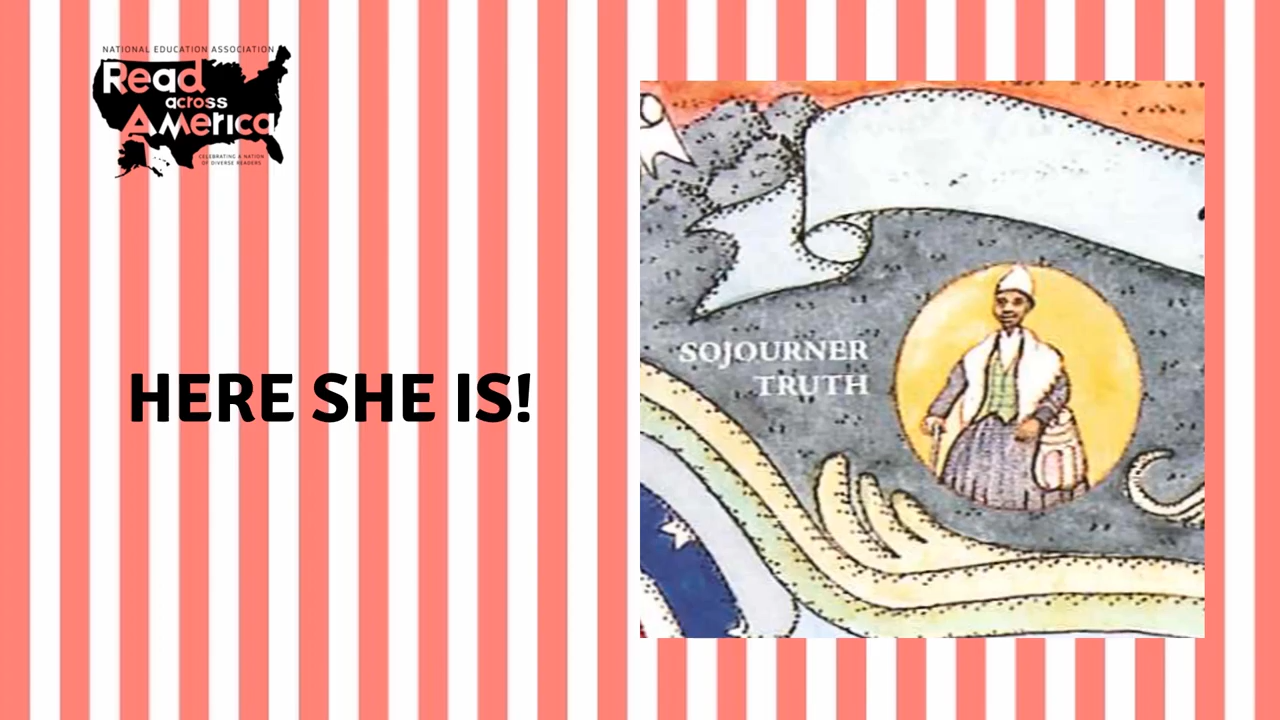 NATIONAL EDUCATION ASSOCIATION
Read
across
America
CELEBRATING A NATION
OF DIVERSE READERS
HERE SHE IS!
SOJOURNER
TRUTH